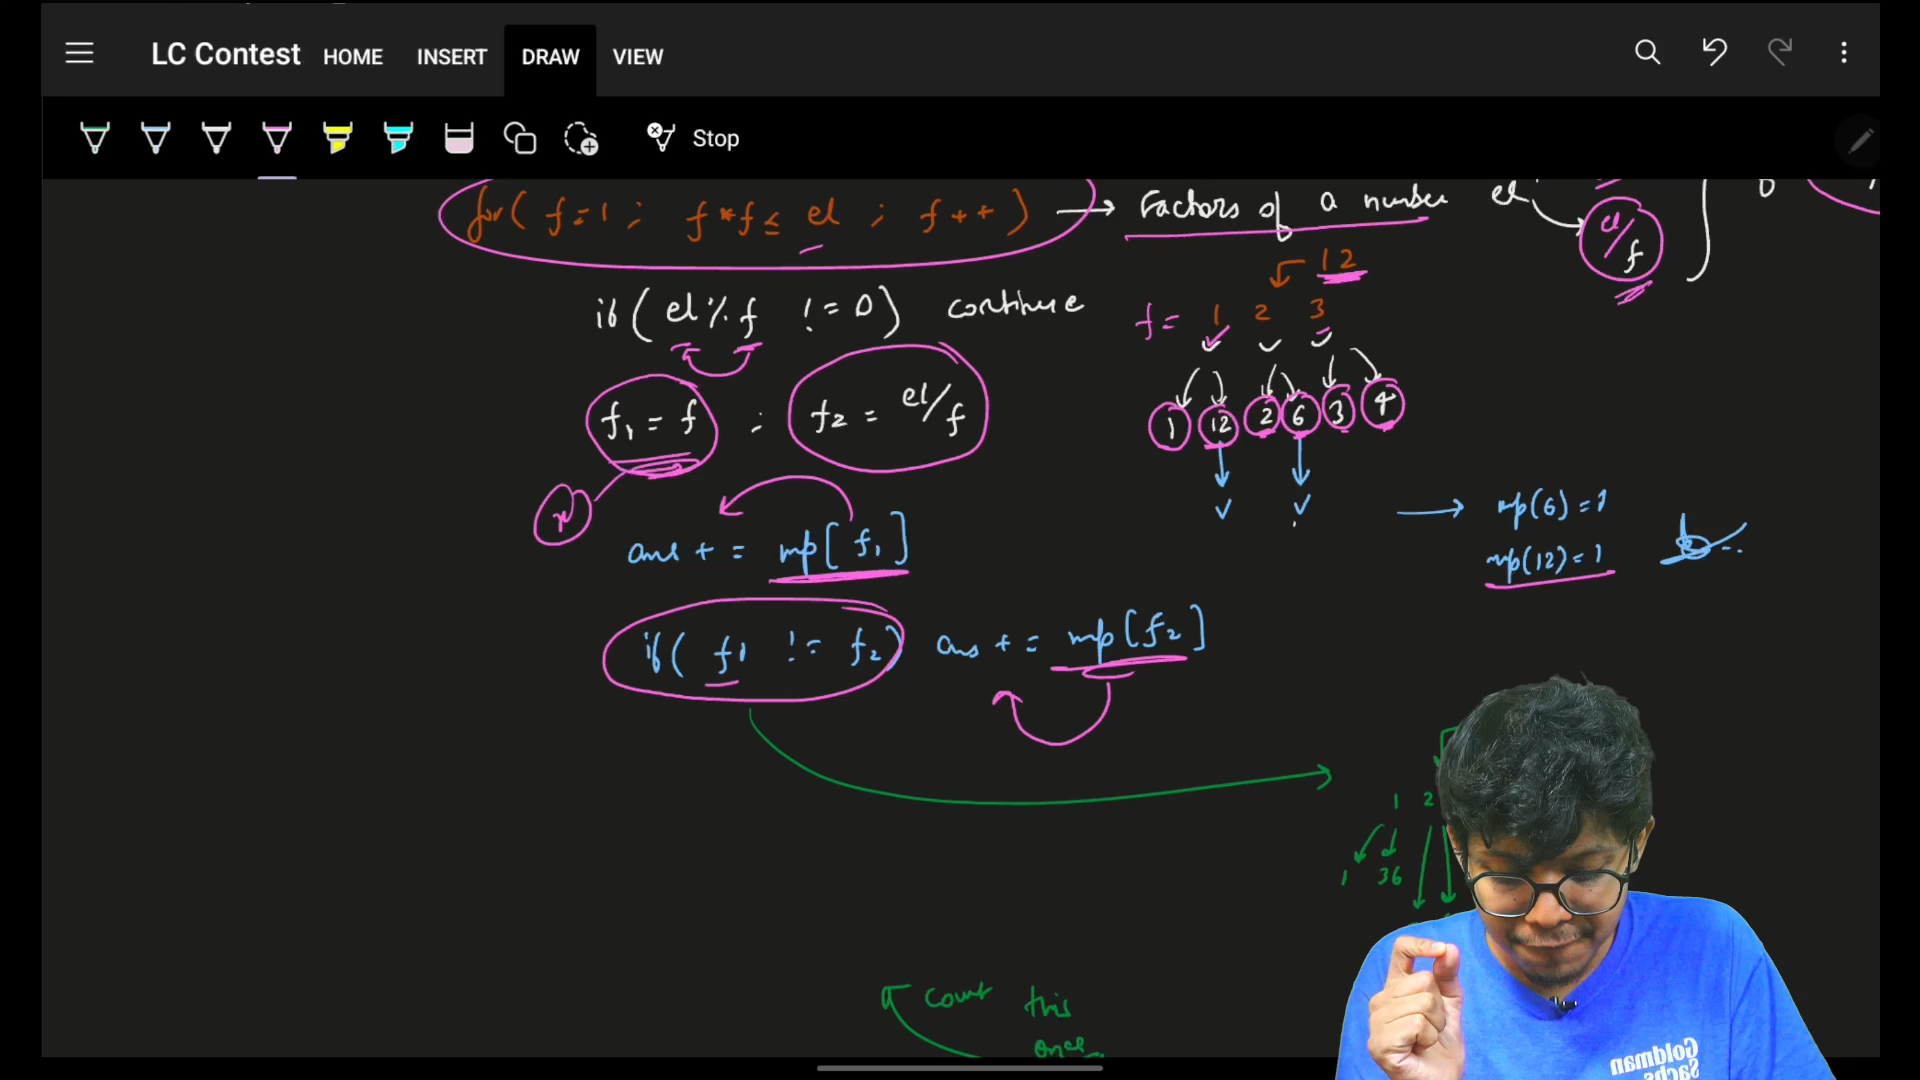 LC Contest HOME INSERT DRAW VIEW
Stop
for( f=1 ; f*f ≤ el ; f++ ) → Factors of a number el
el/f
12
if( el % f != 0 ) continue
f= 1 2 3
f₁ = f ; f₂ = el/f
1 12 2 6 3 4
mp(6) = 1
ans += mp[ f₁ ]
mp(12) = 1
if( f₁ != f₂ ) ans += mp[ f₂ ]
1 2
1 36
count this
once
Goldman
Sachs